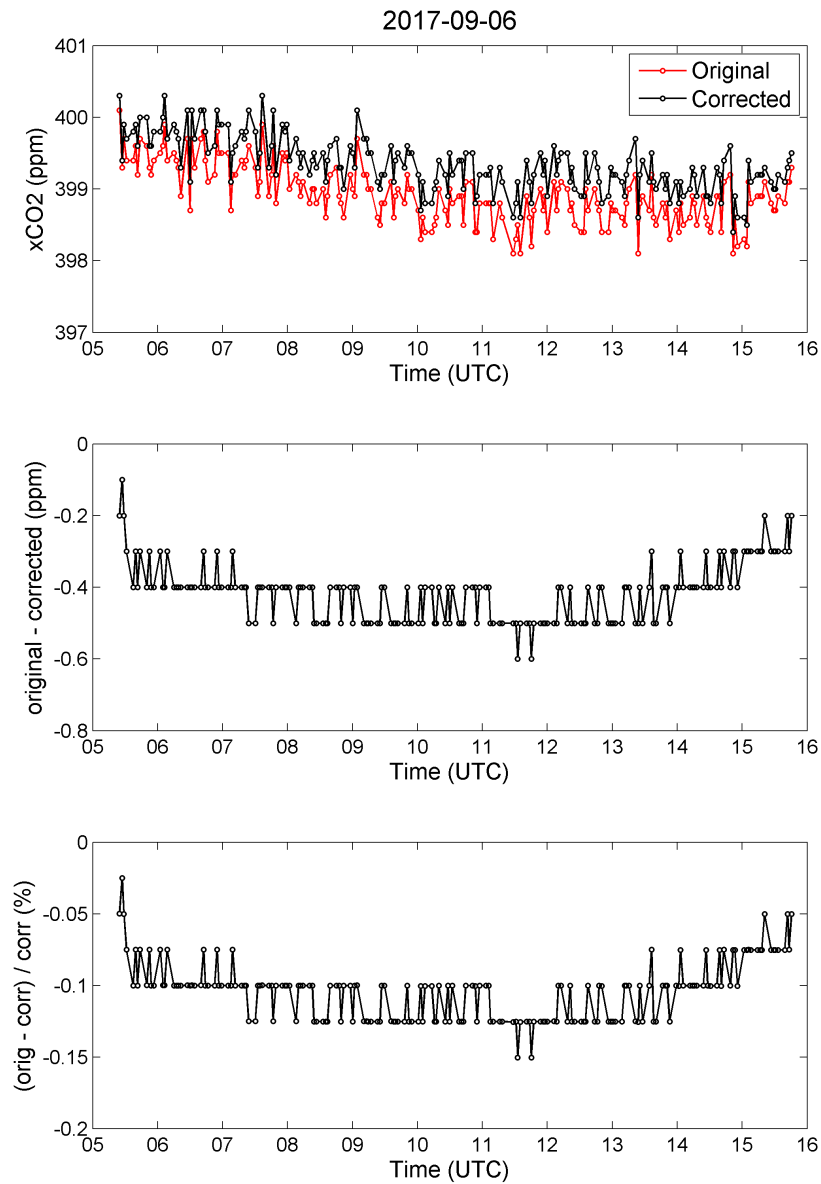 2017-09-06
401
400
399
398
397
xCO2 (ppm)
Original
Corrected
05 06 07 08 09 10 11 12 13 14 15 16
Time (UTC)
0
-0.2
-0.4
-0.6
-0.8
original - corrected (ppm)
05 06 07 08 09 10 11 12 13 14 15 16
Time (UTC)
0
-0.05
-0.1
-0.15
-0.2
(orig - corr) / corr (%)
05 06 07 08 09 10 11 12 13 14 15 16
Time (UTC)